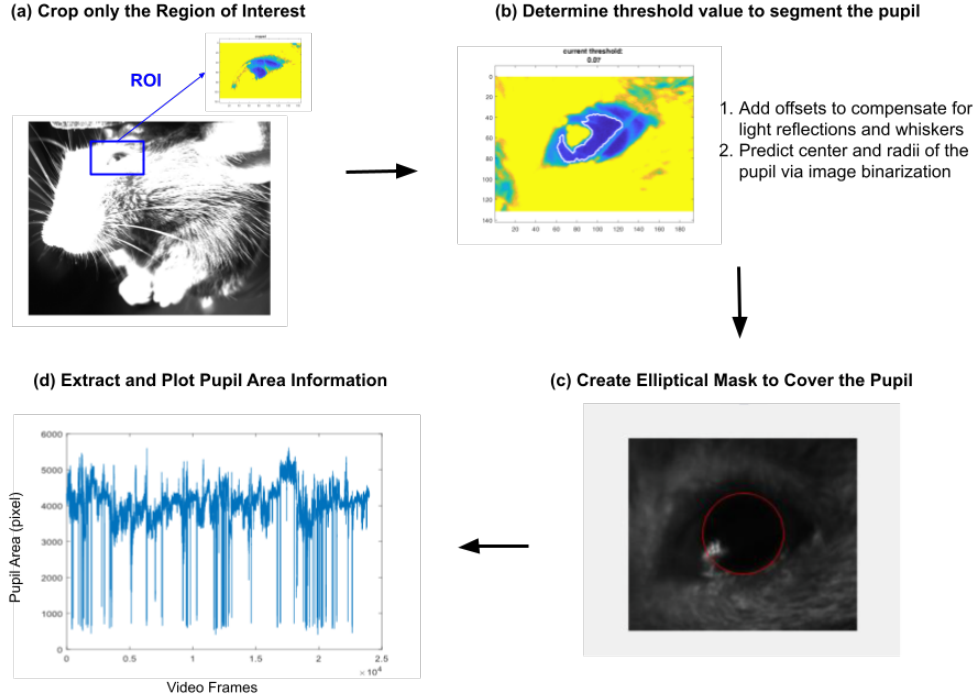 (a) Crop only the Region of Interest
ROI
(b) Determine threshold value to segment the pupil
current threshold:
0.07
0
20
40
60
80
100
120
140
20 40 60 80 100 120 140 160 180
1. Add offsets to compensate for
light reflections and whiskers
2. Predict center and radii of the
pupil via image binarization
(d) Extract and Plot Pupil Area Information
Pupil Area (pixel)
6000
5000
4000
3000
2000
1000
0
0 0.5 1 1.5 2 2.5
× 10⁴
Video Frames
(c) Create Elliptical Mask to Cover the Pupil